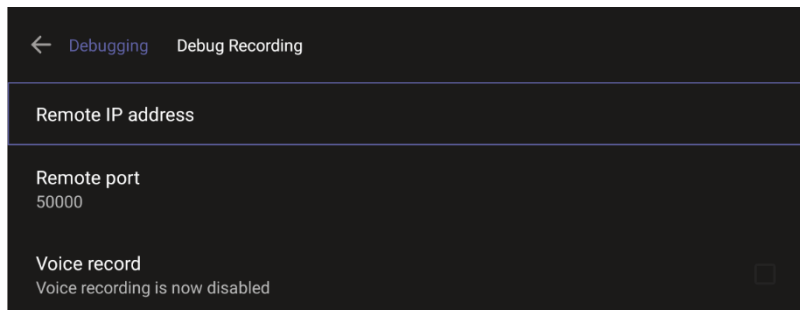 Debugging Debug Recording
Remote IP address
Remote port
50000
Voice record
Voice recording is now disabled